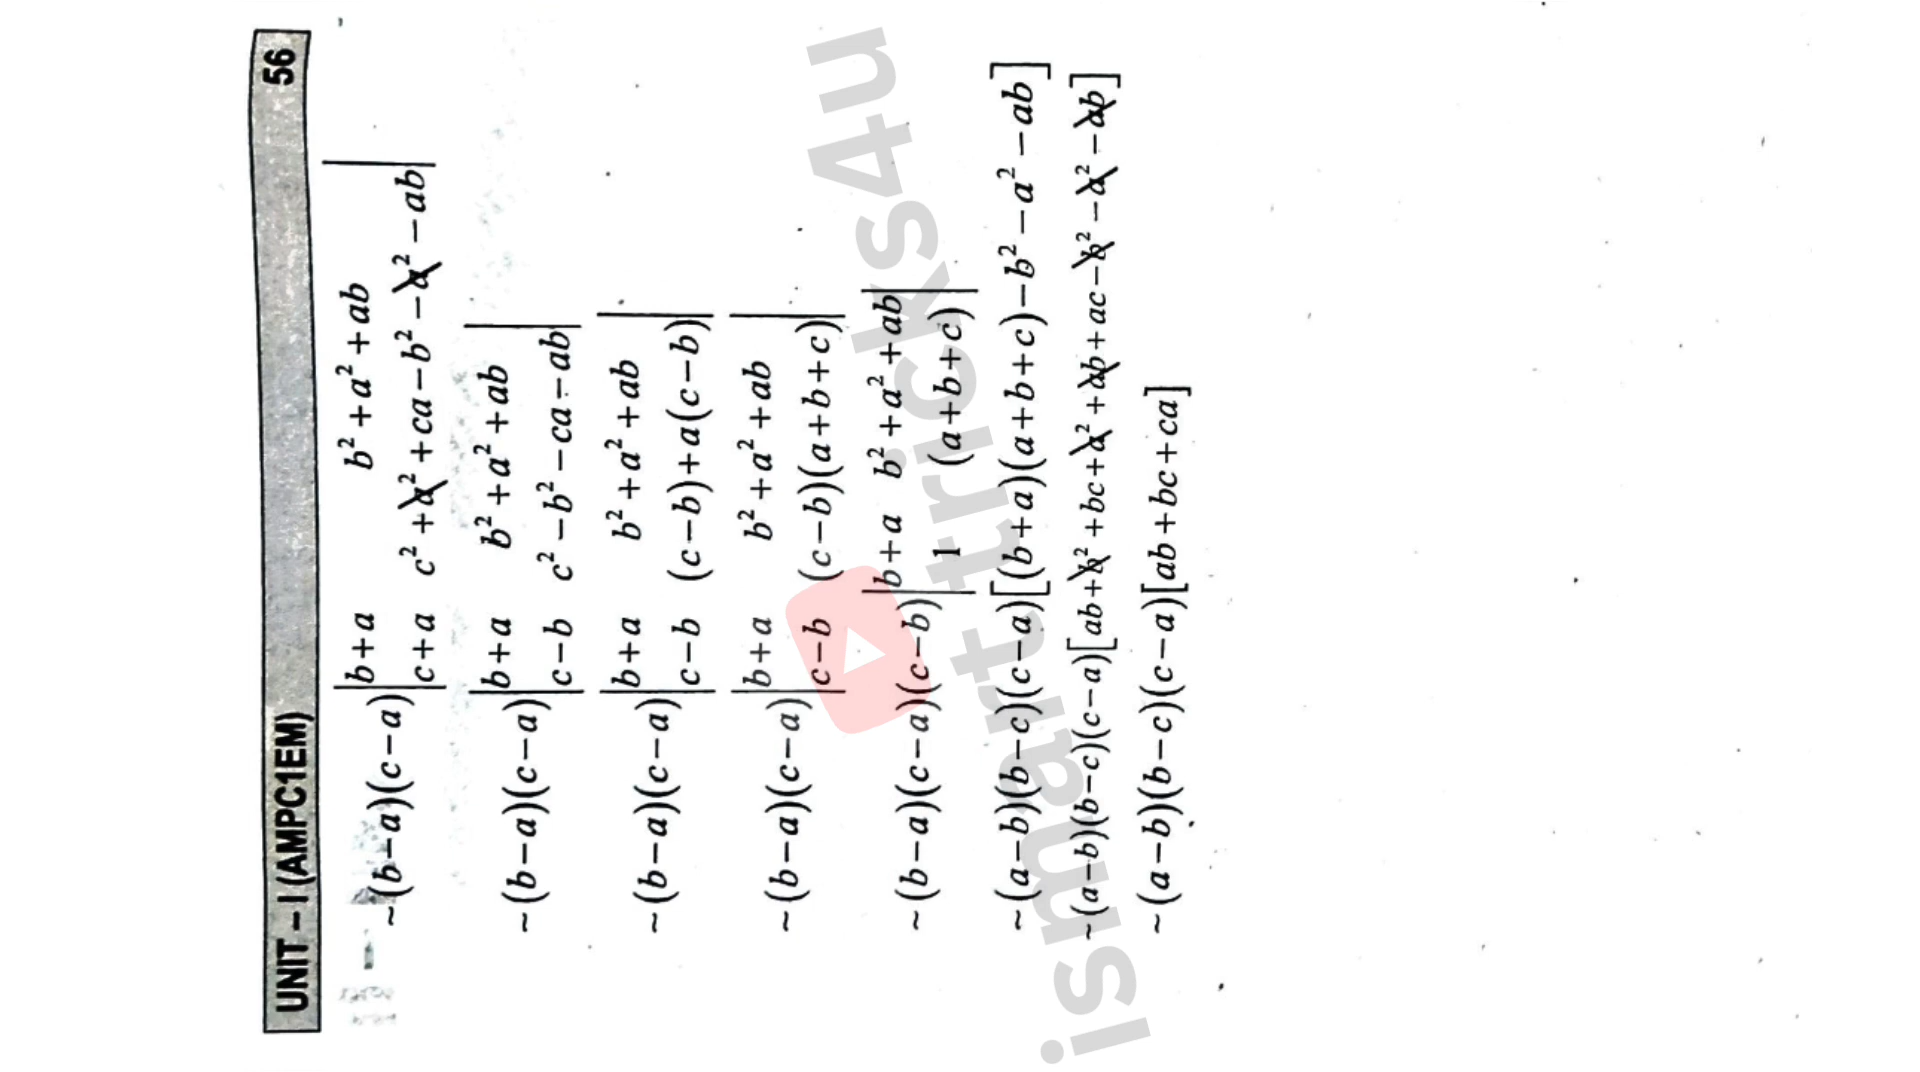 UNIT – I (AMPC1EM) 56
~ (b−a)(c−a) | b+a b²+a²+ab |
| c+a c²+a²+ca−b²−a²−ab |
~ (b−a)(c−a) | b+a b²+a²+ab |
| c−b c²−b²−ca−ab |
~ (b−a)(c−a) | b+a b²+a²+ab |
| c−b (c−b)+a(c−b) |
~ (b−a)(c−a) | b+a b²+a²+ab |
| c−b (c−b)(a+b+c) |
~ (b−a)(c−a)(c−b) | b+a b²+a²+ab |
| 1 (a+b+c) |
~ (a−b)(b−c)(c−a)[(b+a)(a+b+c)−b²−a²−ab]
~ (a−b)(b−c)(c−a)[ab+b²+bc+a²+ab+ac−b²−a²−ab]
~ (a−b)(b−c)(c−a)[ab+bc+ca]
ismart tricks4u